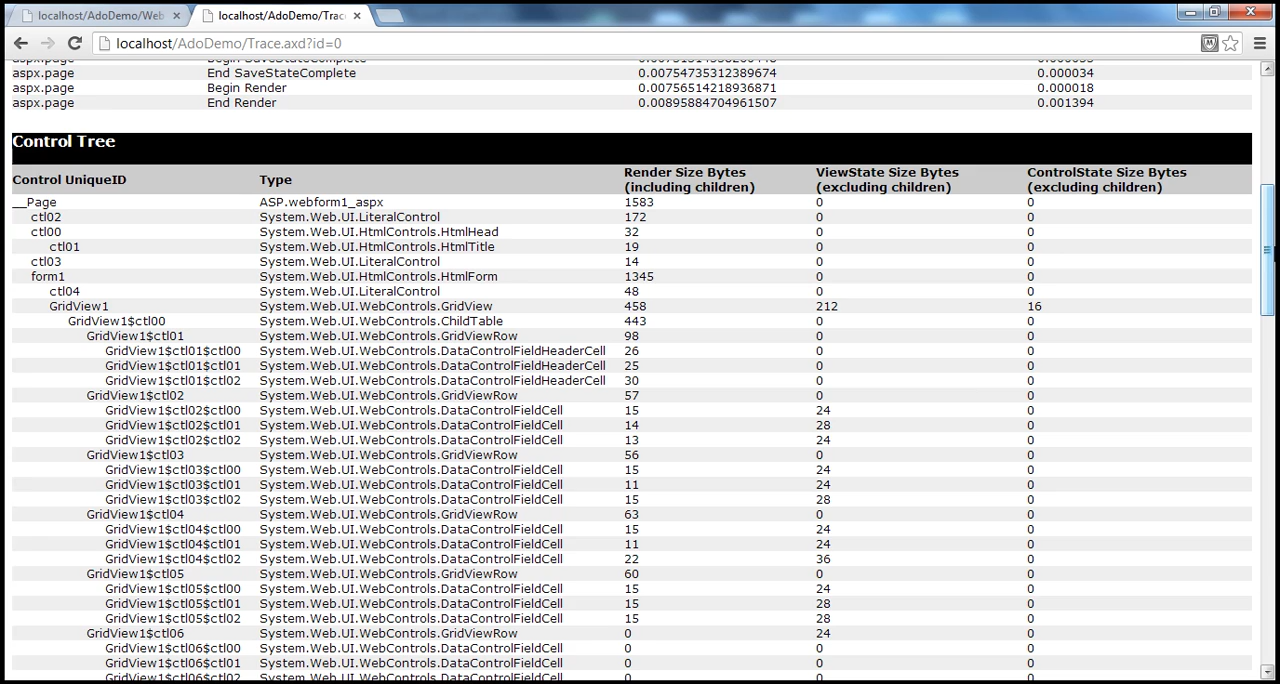 localhost/AdoDemo/Web
localhost/AdoDemo/Trace
localhost/AdoDemo/Trace.axd?id=0
aspx.page End SaveStateComplete 0.00754735312389674 0.000034
aspx.page Begin Render 0.00756514218936871 0.000018
aspx.page End Render 0.00895884704961507 0.001394
Control Tree
Control UniqueID Type Render Size Bytes (including children) ViewState Size Bytes (excluding children) ControlState Size Bytes (excluding children)
__Page ASP.webform1_aspx 1583 0 0
ctl02 System.Web.UI.LiteralControl 172 0 0
ctl00 System.Web.UI.HtmlControls.HtmlHead 32 0 0
ctl01 System.Web.UI.HtmlControls.HtmlTitle 19 0 0
ctl03 System.Web.UI.LiteralControl 14 0 0
form1 System.Web.UI.HtmlControls.HtmlForm 1345 0 0
ctl04 System.Web.UI.LiteralControl 48 0 0
GridView1 System.Web.UI.WebControls.GridView 458 212 16
GridView1$ctl00 System.Web.UI.WebControls.ChildTable 443 0 0
GridView1$ctl01 System.Web.UI.WebControls.GridViewRow 98 0 0
GridView1$ctl01$ctl00 System.Web.UI.WebControls.DataControlFieldHeaderCell 26 0 0
GridView1$ctl01$ctl01 System.Web.UI.WebControls.DataControlFieldHeaderCell 25 0 0
GridView1$ctl01$ctl02 System.Web.UI.WebControls.DataControlFieldHeaderCell 30 0 0
GridView1$ctl02 System.Web.UI.WebControls.GridViewRow 57 0 0
GridView1$ctl02$ctl00 System.Web.UI.WebControls.DataControlFieldCell 15 24 0
GridView1$ctl02$ctl01 System.Web.UI.WebControls.DataControlFieldCell 14 28 0
GridView1$ctl02$ctl02 System.Web.UI.WebControls.DataControlFieldCell 13 24 0
GridView1$ctl03 System.Web.UI.WebControls.GridViewRow 56 0 0
GridView1$ctl03$ctl00 System.Web.UI.WebControls.DataControlFieldCell 15 24 0
GridView1$ctl03$ctl01 System.Web.UI.WebControls.DataControlFieldCell 11 24 0
GridView1$ctl03$ctl02 System.Web.UI.WebControls.DataControlFieldCell 15 28 0
GridView1$ctl04 System.Web.UI.WebControls.GridViewRow 63 0 0
GridView1$ctl04$ctl00 System.Web.UI.WebControls.DataControlFieldCell 15 24 0
GridView1$ctl04$ctl01 System.Web.UI.WebControls.DataControlFieldCell 11 24 0
GridView1$ctl04$ctl02 System.Web.UI.WebControls.DataControlFieldCell 22 36 0
GridView1$ctl05 System.Web.UI.WebControls.GridViewRow 60 0 0
GridView1$ctl05$ctl00 System.Web.UI.WebControls.DataControlFieldCell 15 24 0
GridView1$ctl05$ctl01 System.Web.UI.WebControls.DataControlFieldCell 15 28 0
GridView1$ctl05$ctl02 System.Web.UI.WebControls.DataControlFieldCell 15 28 0
GridView1$ctl06 System.Web.UI.WebControls.GridViewRow 0 24 0
GridView1$ctl06$ctl00 System.Web.UI.WebControls.DataControlFieldCell 0 0 0
GridView1$ctl06$ctl01 System.Web.UI.WebControls.DataControlFieldCell 0 0 0
GridView1$ctl06$ctl02 System.Web.UI.WebControls.DataControlFieldCell 0 0 0